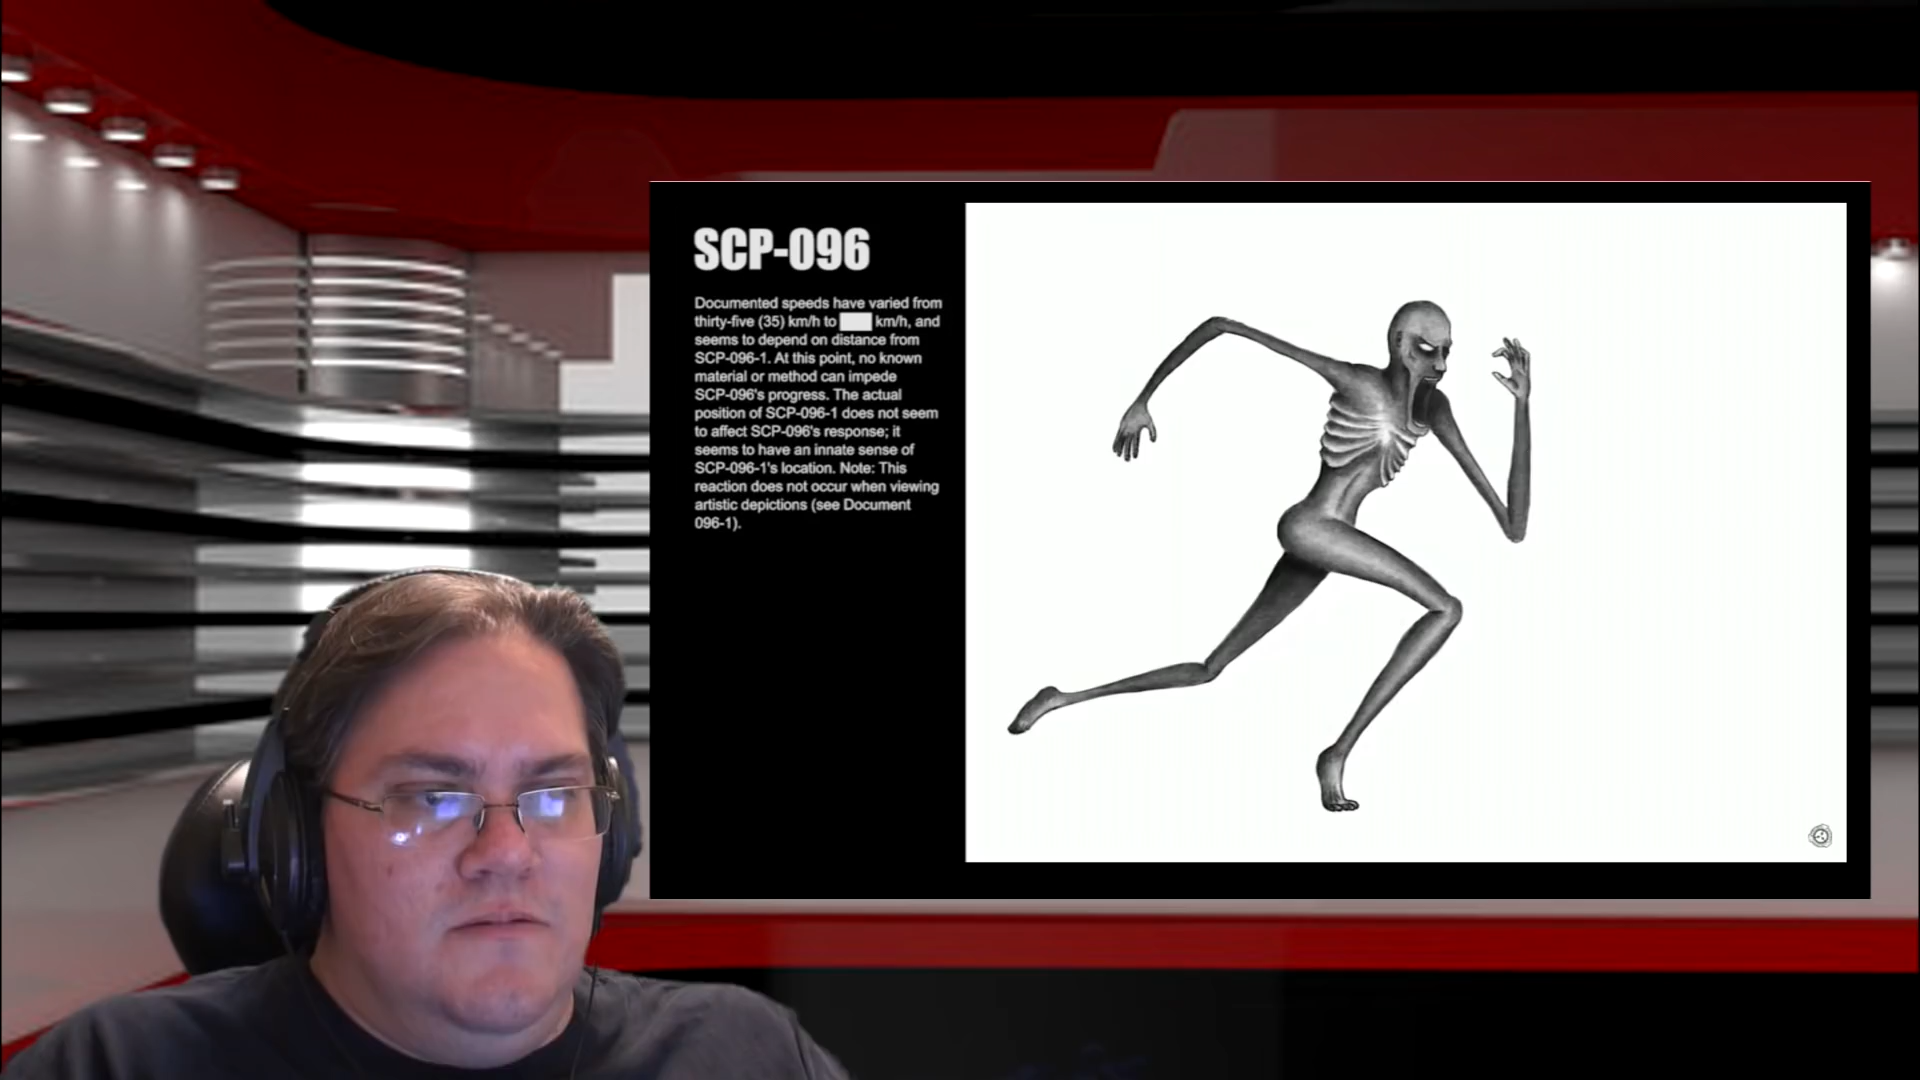 SCP-096
Documented speeds have varied from
thirty-five (35) km/h to km/h, and
seems to depend on distance from
SCP-096-1. At this point, no known
material or method can impede
SCP-096's progress. The actual
position of SCP-096-1 does not seem
to affect SCP-096's response; it
seems to have an innate sense of
SCP-096-1's location. Note: This
reaction does not occur when viewing
artistic depictions (see Document
096-1).